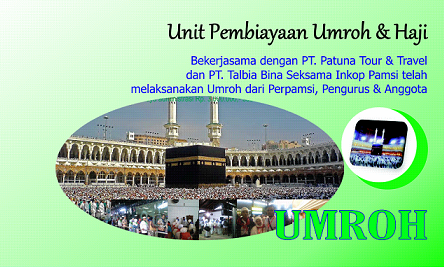 Unit Pembiayaan Umroh & Haji
Bekerjasama dengan PT. Patuna Tour & Travel
dan PT. Talbia Bina Seksama Inkop Pamsi telah
melaksanakan Umroh dari Perpamsi, Pengurus & Anggota
UMROH